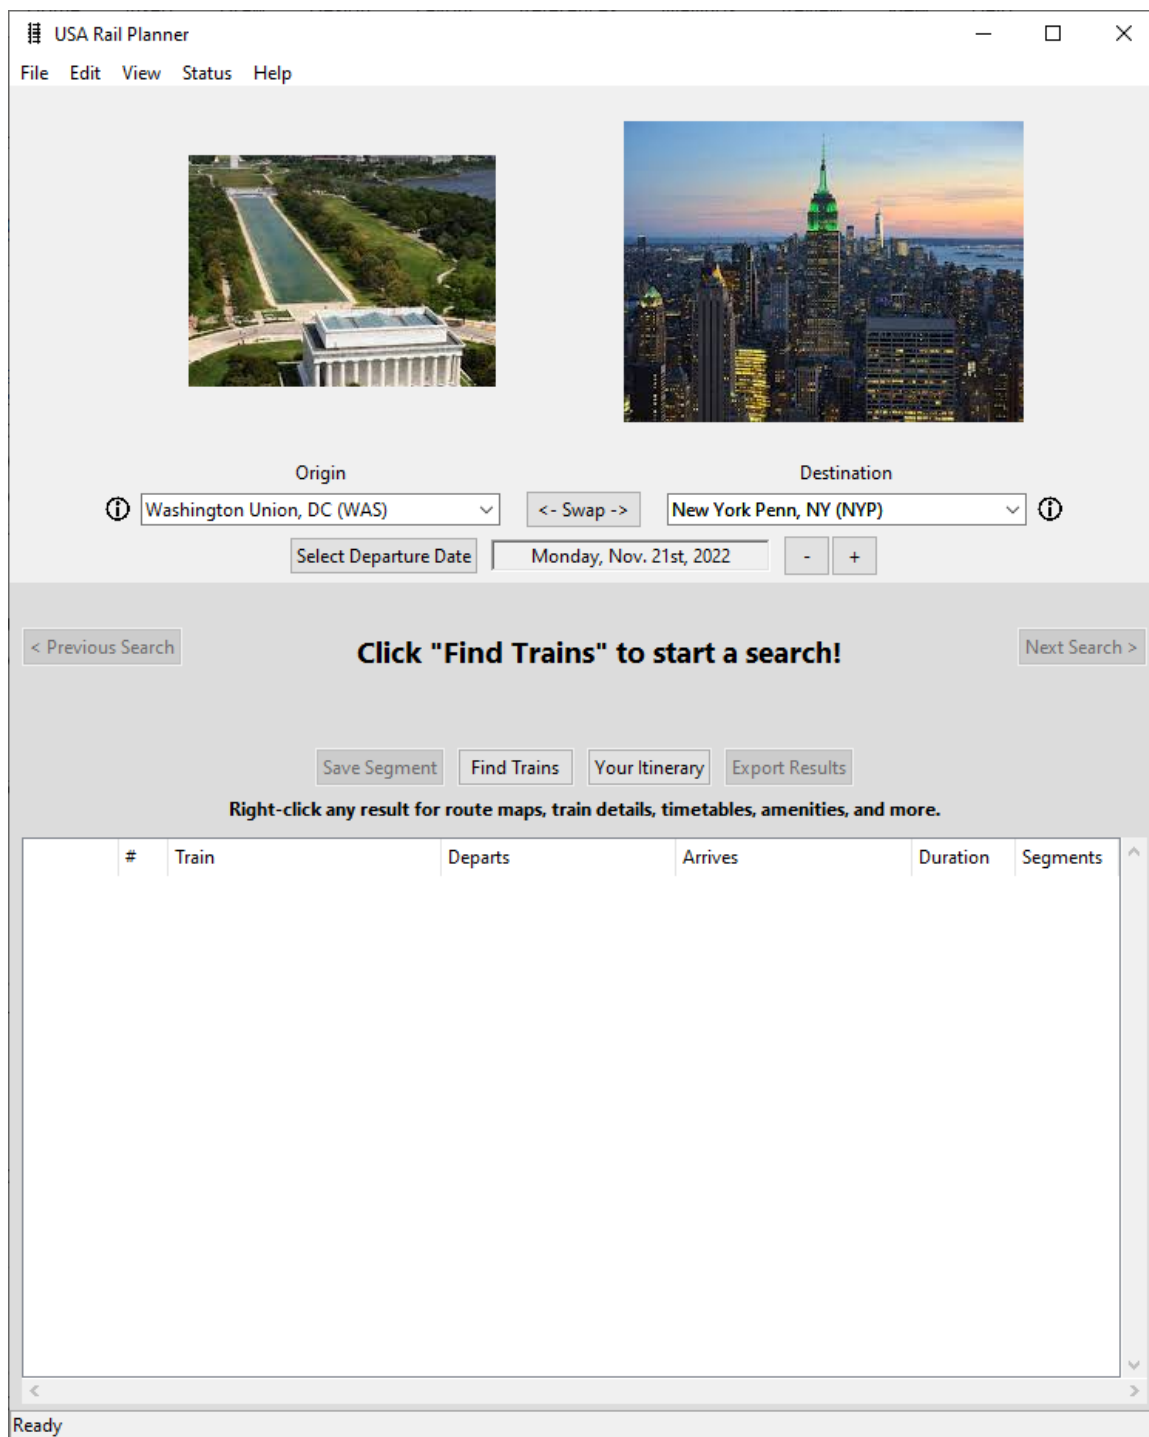 USA Rail Planner
File Edit View Status Help
Origin
Destination
Washington Union, DC (WAS)
<- Swap ->
New York Penn, NY (NYP)
Select Departure Date
Monday, Nov. 21st, 2022
-
+
< Previous Search
Click "Find Trains" to start a search!
Next Search >
Save Segment
Find Trains
Your Itinerary
Export Results
Right-click any result for route maps, train details, timetables, amenities, and more.
# Train Departs Arrives Duration Segments
Ready